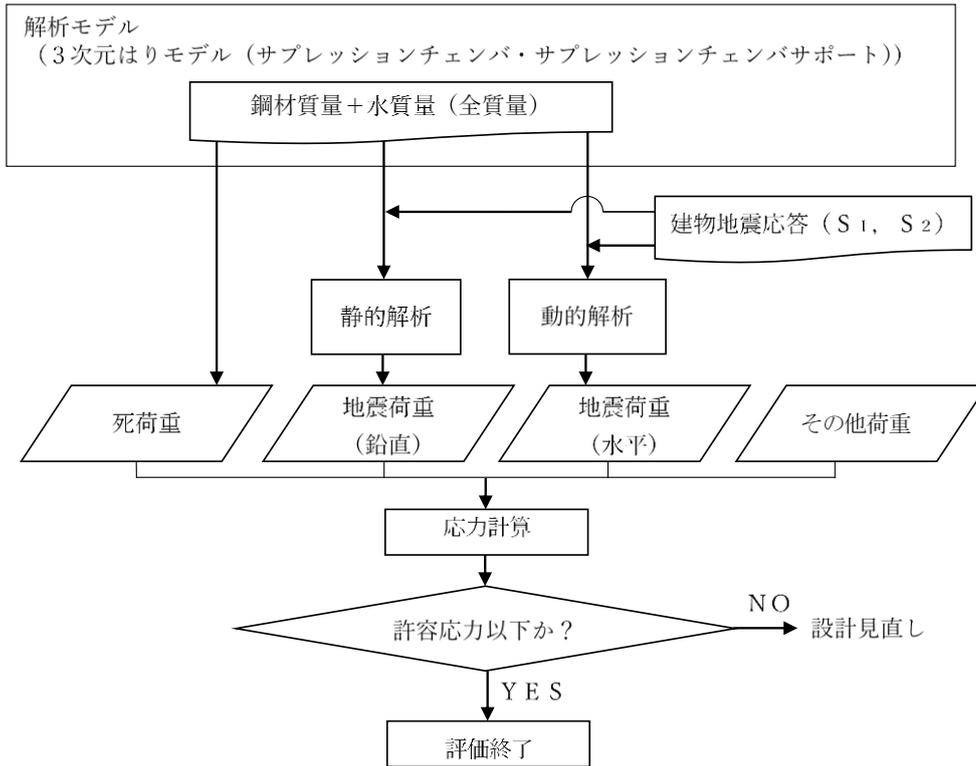 解析モデル
（３次元はりモデル（サプレッションチェンバ・サプレッションチェンバサポート））
鋼材質量＋水質量（全質量）
建物地震応答（Ｓ₁，Ｓ₂）
静的解析
動的解析
死荷重
地震荷重
（鉛直）
地震荷重
（水平）
その他荷重
応力計算
許容応力以下か？
ＮＯ
設計見直し
ＹＥＳ
評価終了